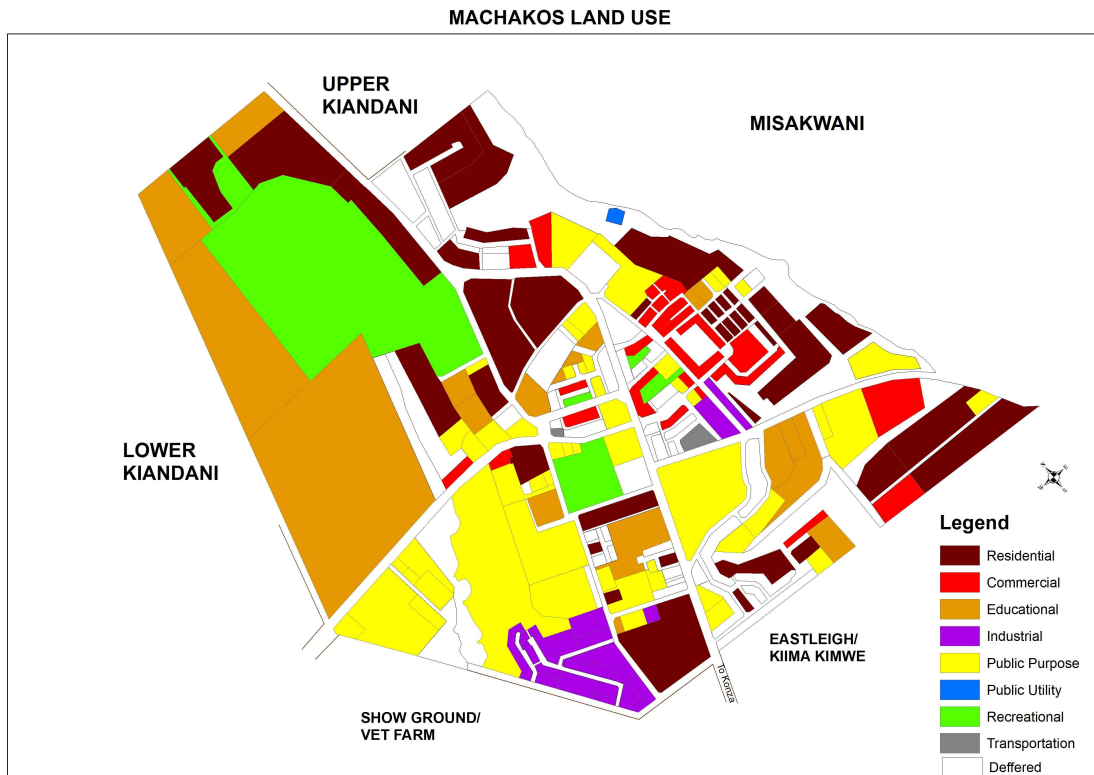 MACHAKOS LAND USE
UPPER
KIANDANI
MISAKWANI
LOWER
KIANDANI
EASTLEIGH/
KIIMA KIMWE
To Konza
SHOW GROUND/
VET FARM
Legend
Residential
Commercial
Educational
Industrial
Public Purpose
Public Utility
Recreational
Transportation
Deffered